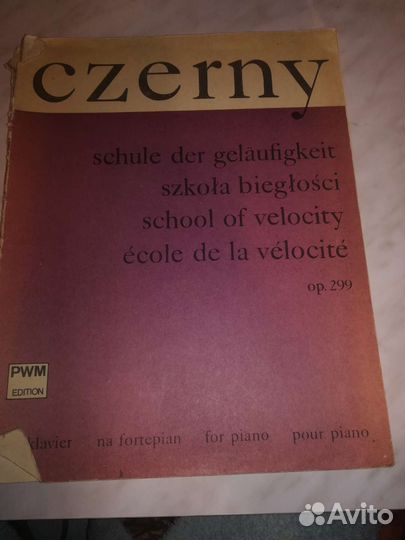 czerny
schule der geläufigkeit
szkoła biegłości
school of velocity
école de la vélocité
op. 299
PWM
EDITION
klavier na fortepian for piano pour piano
Avito